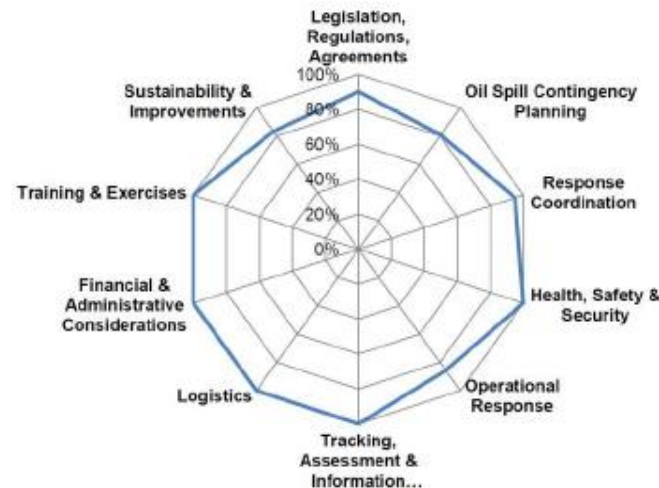 Legislation,
Regulations,
Agreements
100%
Sustainability &
Improvements
80%
Oil Spill Contingency
Planning
60%
Training & Exercises
40%
Response
Coordination
20%
0%
Financial &
Administrative
Considerations
Health, Safety &
Security
Logistics
Operational
Response
Tracking,
Assessment &
Information...